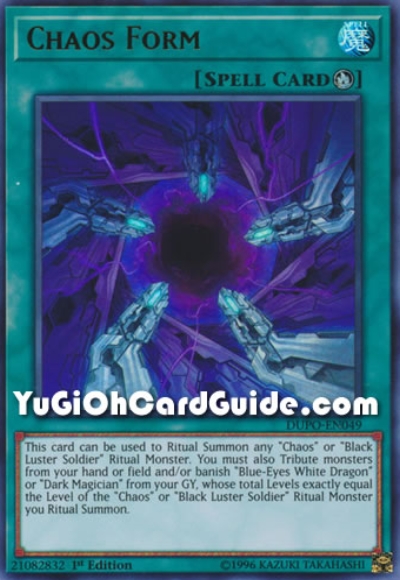 Chaos Form
SPELL
魔
[Spell Card]
YuGiOhCardGuide.com
DUPO-EN049
This card can be used to Ritual Summon any "Chaos" or "Black
Luster Soldier" Ritual Monster. You must also Tribute monsters
from your hand or field and/or banish "Blue-Eyes White Dragon"
or "Dark Magician" from your GY, whose total Levels exactly equal
the Level of the "Chaos" or "Black Luster Soldier" Ritual Monster
you Ritual Summon.
21082832 1st Edition ©1996 KAZUKI TAKAHASHI